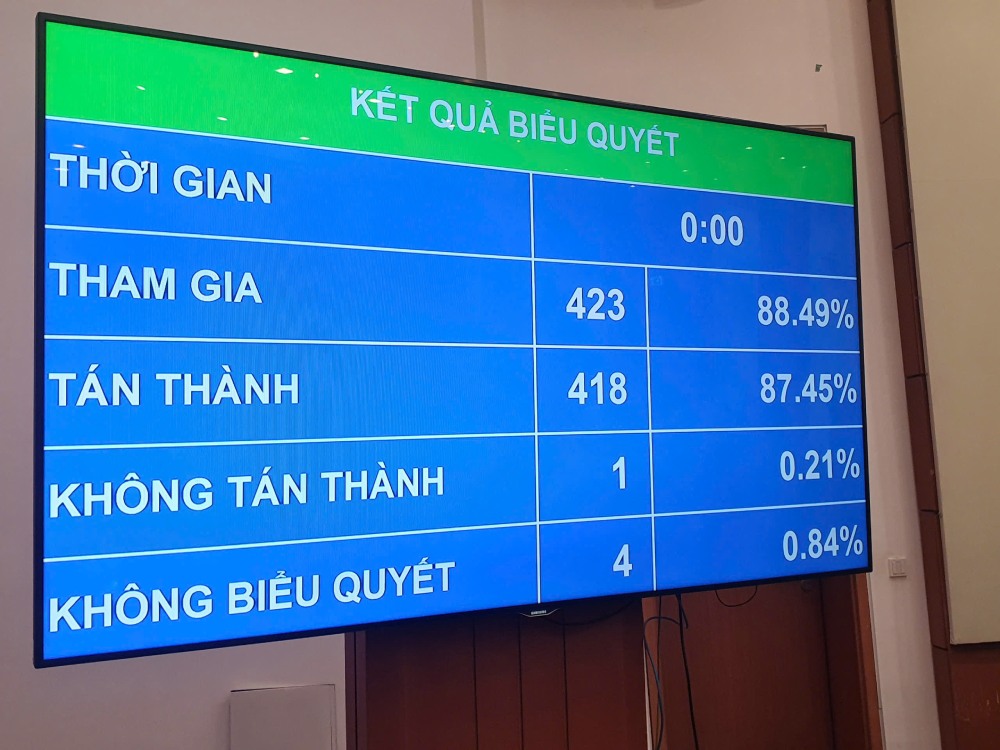 KẾT QUẢ BIỂU QUYẾT
THỜI GIAN 0:00
THAM GIA 423 88.49%
TÁN THÀNH 418 87.45%
KHÔNG TÁN THÀNH 1 0.21%
KHÔNG BIỂU QUYẾT 4 0.84%
SAMSUNG